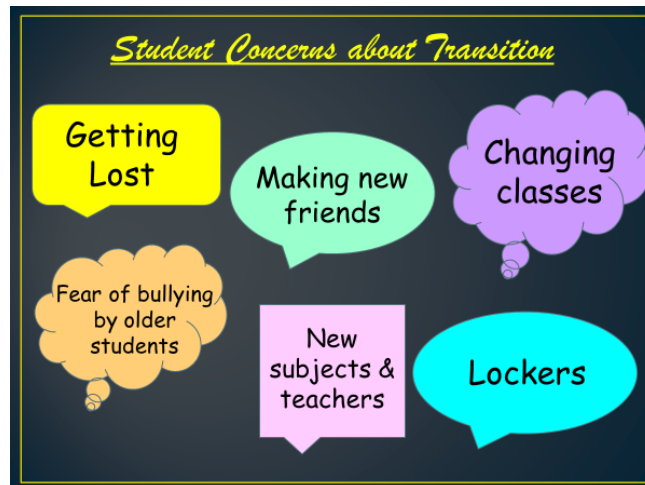 Student Concerns about Transition
Getting
Lost
Making new
friends
Changing
classes
Fear of bullying
by older
students
New
subjects &
teachers
Lockers